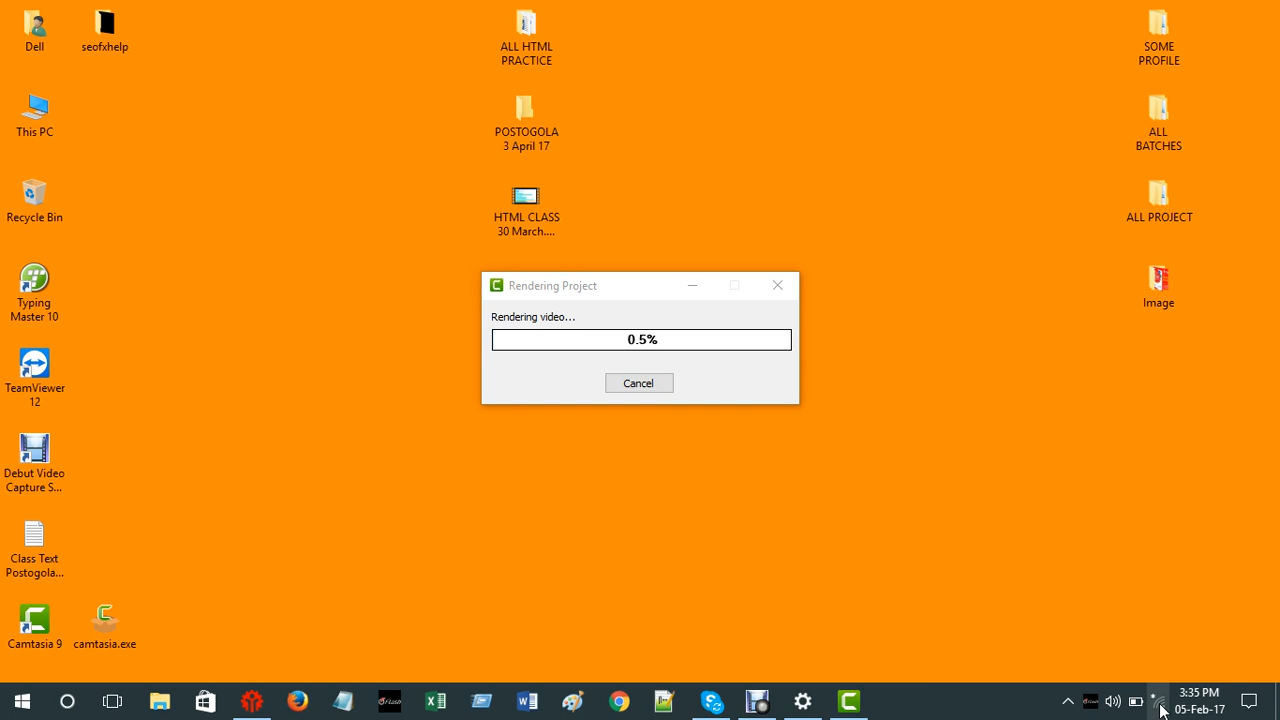 Dell
seofxhelp
ALL HTML
PRACTICE
SOME
PROFILE
This PC
POSTOGOLA
3 April 17
ALL
BATCHES
Recycle Bin
HTML CLASS
30 March....
ALL PROJECT
Typing
Master 10
Image
Rendering Project
Rendering video...
0.5%
Cancel
TeamViewer
12
Debut Video
Capture S...
Class Text
Postogola...
Camtasia 9
camtasia.exe
3:35 PM
05-Feb-17